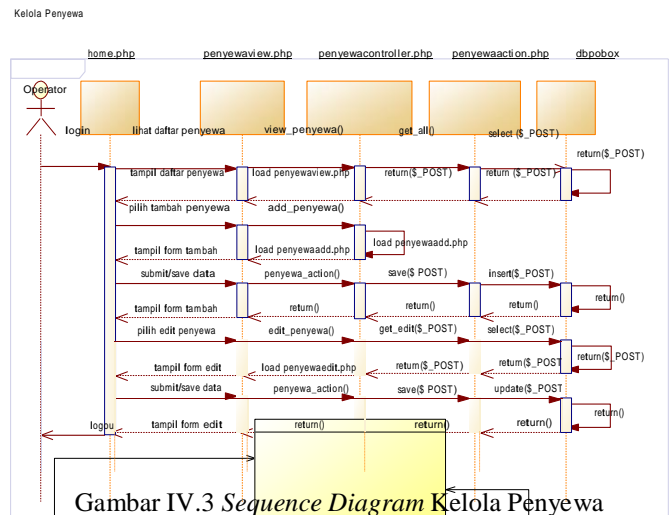 Kelola Penyewa
home.php penyewaview.php penyewacontroller.php penyewaaction.php dbpobox
Operator
login lihat daftar penyewa view_penyewa() get_all() select ($_POST)
return($_POST)
tampil daftar penyewa load penyewaview.php return($_POST) return ($_POST)
pilih tambah penyewa add_penyewa()
tampil form tambah load penyewaadd.php load penyewaadd.php
submit/save data penyewa_action() save($ POST) insert($_POST)
tampil form tambah return() return() return() return()
pilih edit penyewa edit_penyewa() get_edit($_POST) select($_POST)
tampil form edit load penyewaedit.php return($_POST) return($_POST return($_POST)
submit/save data penyewa_action() save($ POST) update($_POST
return()
logou tampil form edit return() return() return()
Gambar IV.3 Sequence Diagram Kelola Penyewa